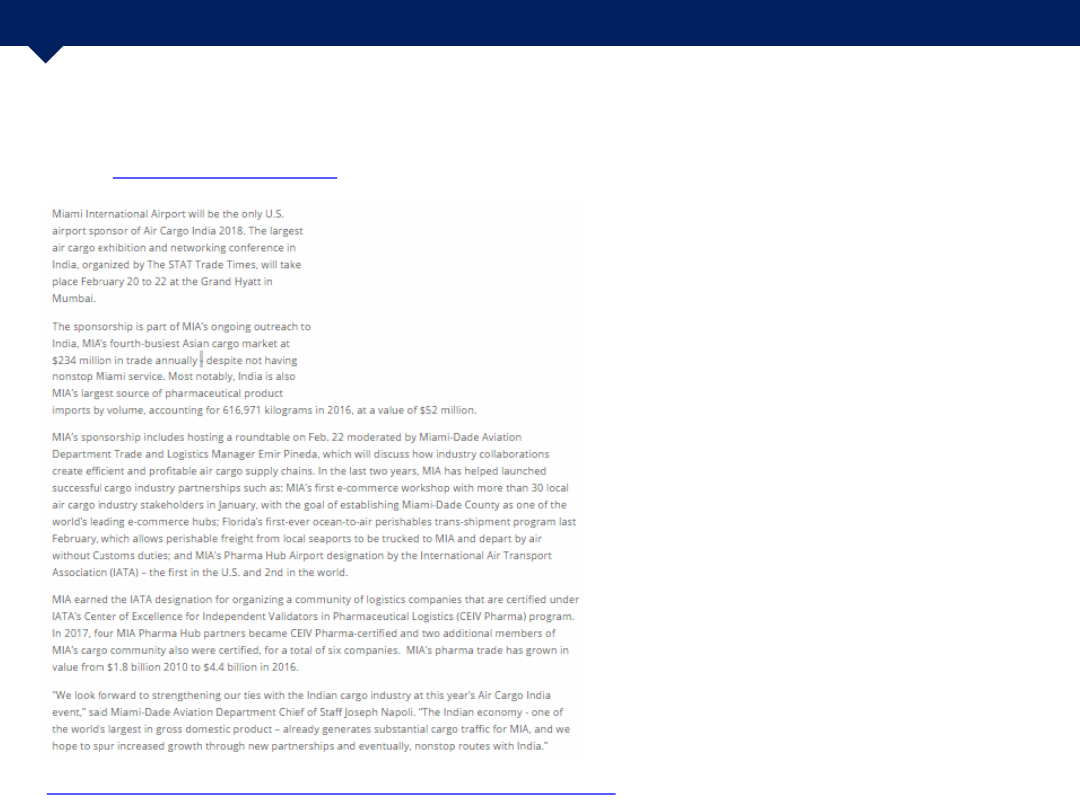 Miami International Airport will be the only U.S.
airport sponsor of Air Cargo India 2018. The largest
air cargo exhibition and networking conference in
India, organized by The STAT Trade Times, will take
place February 20 to 22 at the Grand Hyatt in
Mumbai.
The sponsorship is part of MIA's ongoing outreach to
India, MIA's fourth-busiest Asian cargo market at
$234 million in trade annually - despite not having
nonstop Miami service. Most notably, India is also
MIA's largest source of pharmaceutical product
imports by volume, accounting for 616,971 kilograms in 2016, at a value of $52 million.
MIA's sponsorship includes hosting a roundtable on Feb. 22 moderated by Miami-Dade Aviation
Department Trade and Logistics Manager Emir Pineda, which will discuss how industry collaborations
create efficient and profitable air cargo supply chains. In the last two years, MIA has helped launched
successful cargo industry partnerships such as: MIA's first e-commerce workshop with more than 30 local
air cargo industry stakeholders in January, with the goal of establishing Miami-Dade County as one of the
world's leading e-commerce hubs; Florida's first-ever ocean-to-air perishables trans-shipment program last
February, which allows perishable freight from local seaports to be trucked to MIA and depart by air
without Customs duties; and MIA's Pharma Hub Airport designation by the International Air Transport
Association (IATA) – the first in the U.S. and 2nd in the world.
MIA earned the IATA designation for organizing a community of logistics companies that are certified under
IATA's Center of Excellence for Independent Validators in Pharmaceutical Logistics (CEIV Pharma) program.
In 2017, four MIA Pharma Hub partners became CEIV Pharma-certified and two additional members of
MIA's cargo community also were certified, for a total of six companies.  MIA's pharma trade has grown in
value from $1.8 billion 2010 to $4.4 billion in 2016.
"We look forward to strengthening our ties with the Indian cargo industry at this year's Air Cargo India
event," said Miami-Dade Aviation Department Chief of Staff Joseph Napoli. "The Indian economy - one of
the world's largest in gross domestic product – already generates substantial cargo traffic for MIA, and we
hope to spur increased growth through new partnerships and eventually, nonstop routes with India."